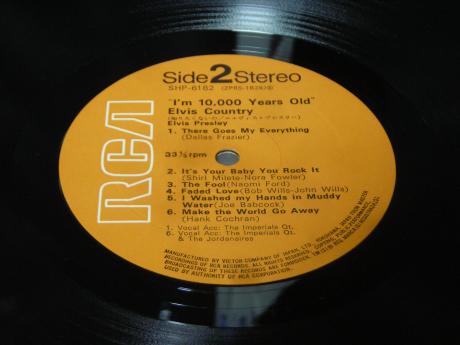 RCA
Side 2 Stereo
SHP-6162
"I'm 10,000 Years Old"
Elvis Country
Elvis Presley
1. There Goes My Everything
(Dallas Frazier)
33⅓ rpm
2. It's Your Baby You Rock It
(Shirl Milete-Nora Fowler)
3. The Fool (Naomi Ford)
4. Faded Love (Bob Wills-John Wills)
5. I Washed my Hands in Muddy
Water (Joe Babcock)
6. Make the World Go Away
(Hank Cochran)
1. Vocal Acc: The Imperials Qt.
6. Vocal Acc: The Imperials Qt.
& The Jordanaires
MANUFACTURED BY VICTOR COMPANY OF JAPAN, LTD.
RECORDINGS OF RCA RECORDS. ALL RIGHTS RESERVED.
BROADCASTING OF THESE RECORDS ARE FORBIDDEN.
USED BY AUTHORITY OF RCA CORPORATION